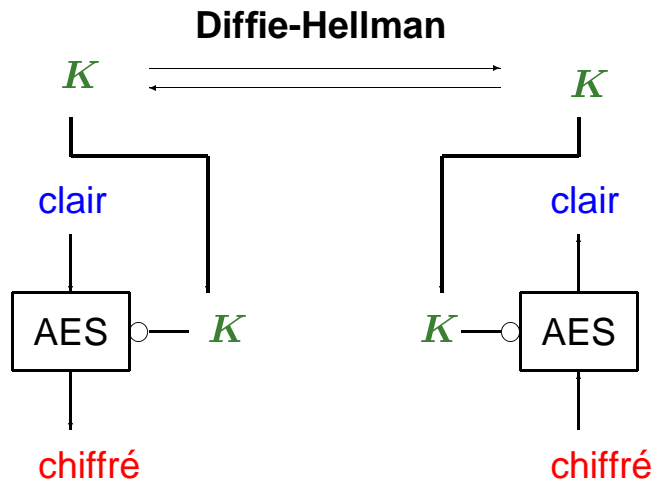 Diffie-Hellman
K K
clair clair
AES K K AES
chiffré chiffré